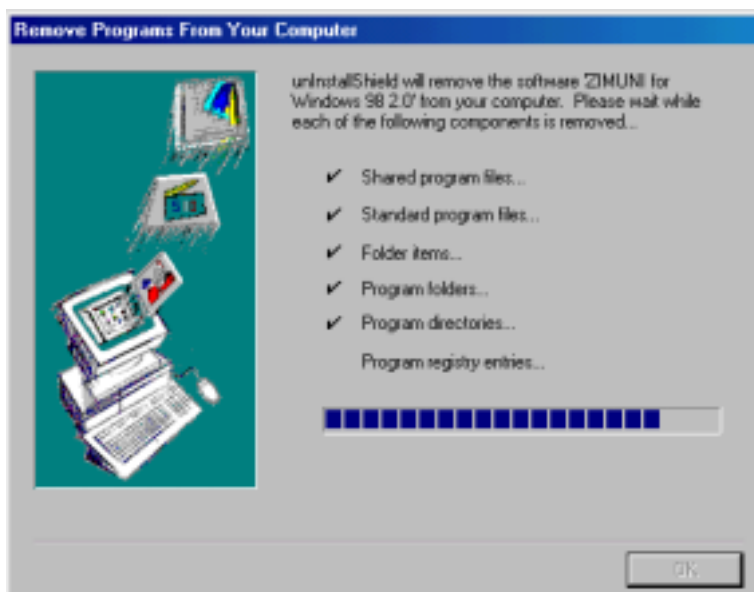 Remove Programs From Your Computer
unInstallShield will remove the software 'ZIMUNI for
Windows 98 2.0' from your computer. Please wait while
each of the following components is removed...
✔ Shared program files...
✔ Standard program files...
✔ Folder items...
✔ Program folders...
✔ Program directories...
Program registry entries...
OK